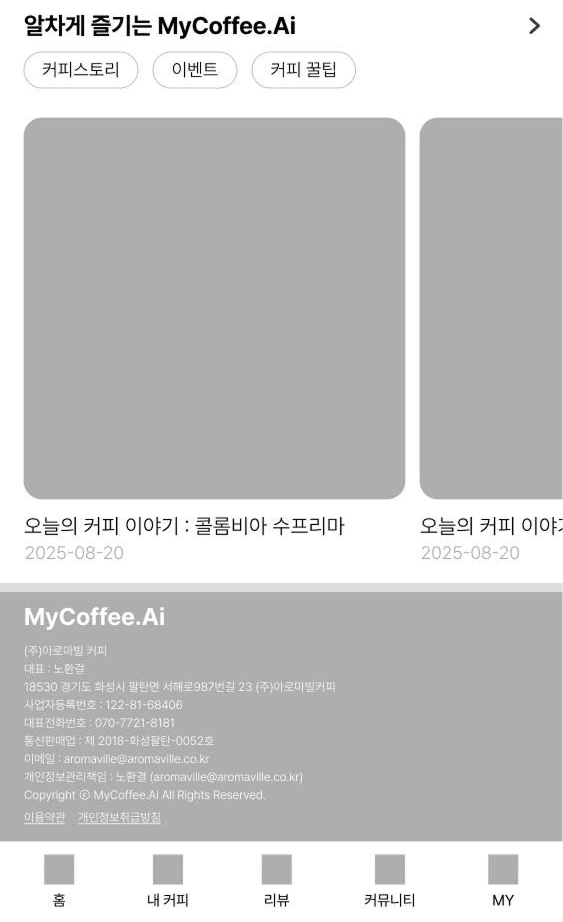 알차게 즐기는 MyCoffee.Ai
커피스토리 이벤트 커피 꿀팁
오늘의 커피 이야기 : 콜롬비아 수프리마
2025-08-20
오늘의 커피 이야기
2025-08-20
MyCoffee.Ai
(주)아로마빌 커피
대표 : 노환걸
18530 경기도 화성시 팔탄면 서해로987번길 23 (주)아로마빌커피
사업자등록번호 : 122-81-68406
대표전화번호 : 070-7721-8181
통신판매업 : 제 2018-화성팔탄-0052호
이메일 : aromaville@aromaville.co.kr
개인정보관리책임 : 노환결 (aromaville@aromaville.co.kr)
Copyright ⓒ MyCoffee.AI All Rights Reserved.
이용약관 개인정보취급방침
홈 내 커피 리뷰 커뮤니티 MY